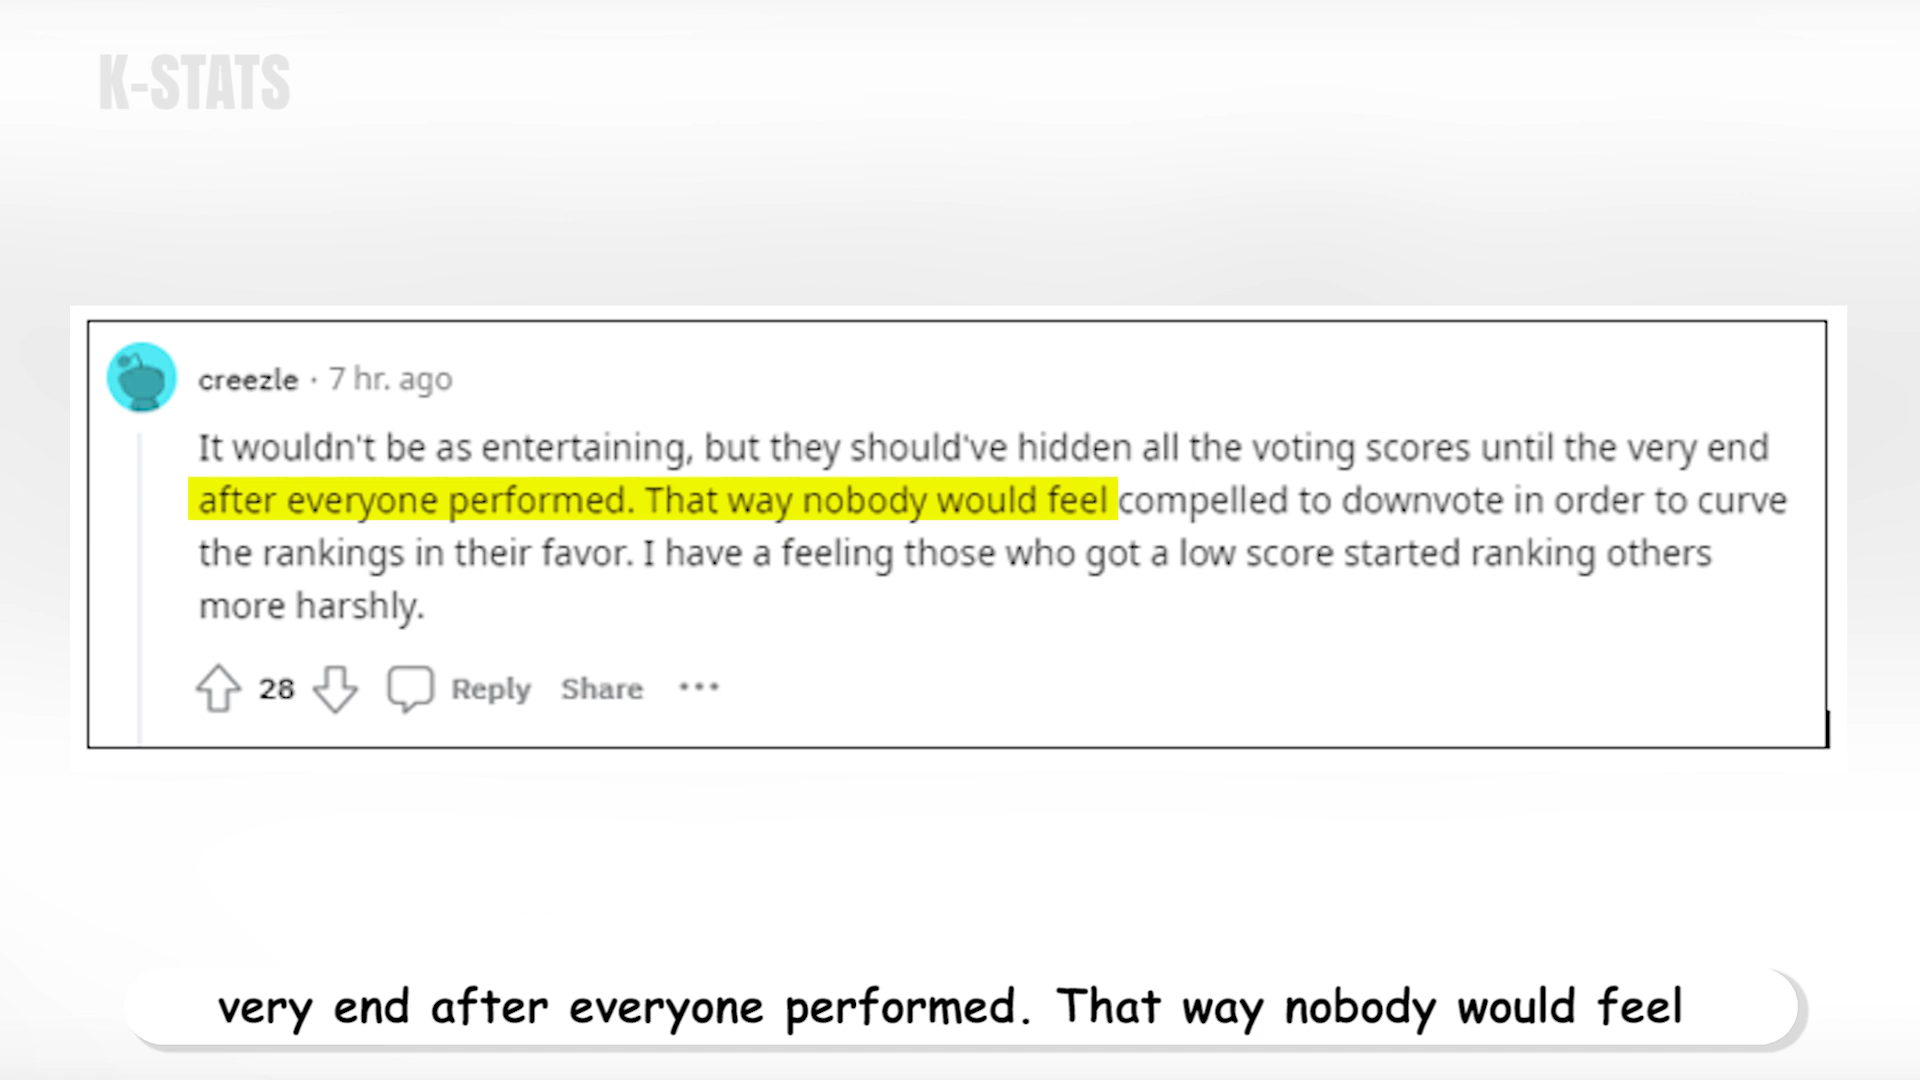 K-STATS
creezle · 7 hr. ago
It wouldn't be as entertaining, but they should've hidden all the voting scores until the very end
after everyone performed. That way nobody would feel compelled to downvote in order to curve
the rankings in their favor. I have a feeling those who got a low score started ranking others
more harshly.
28 Reply Share ···
very end after everyone performed. That way nobody would feel